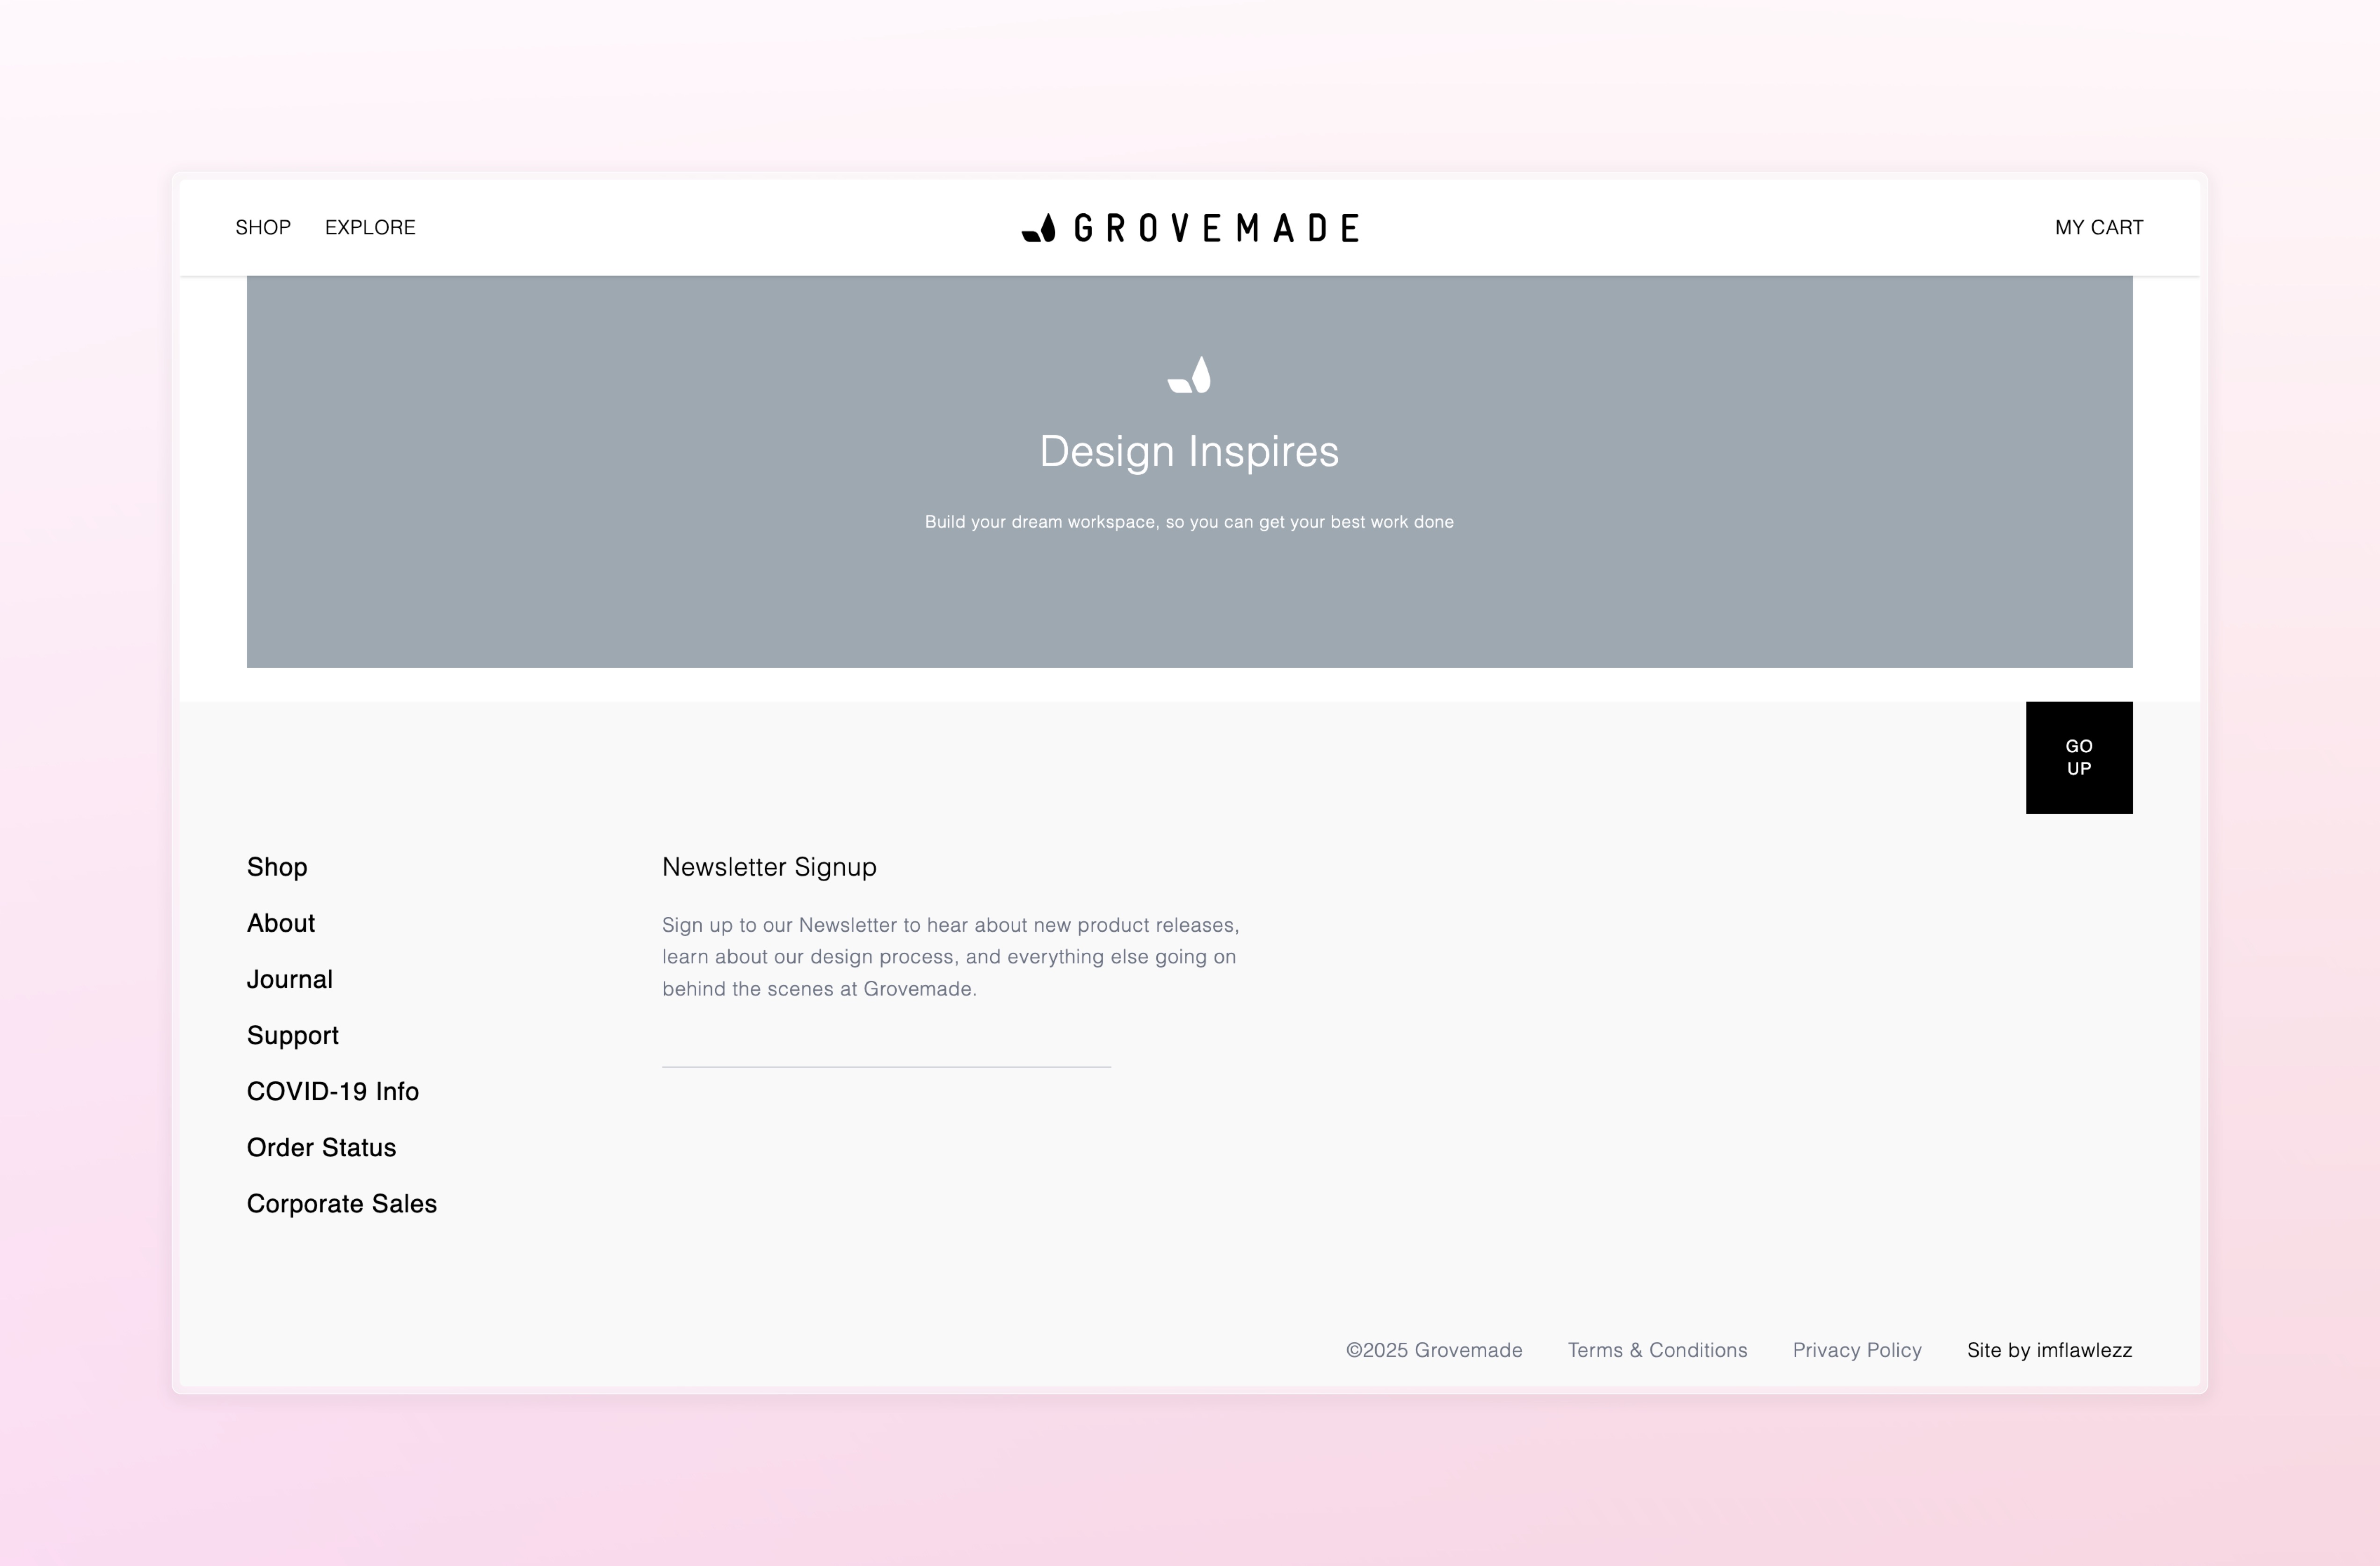 SHOP
EXPLORE
GROVEMADE
MY CART
Design Inspires
Build your dream workspace, so you can get your best work done
GO
UP
Shop
About
Journal
Support
COVID-19 Info
Order Status
Corporate Sales
Newsletter Signup
Sign up to our Newsletter to hear about new product releases,
learn about our design process, and everything else going on
behind the scenes at Grovemade.
©2025 Grovemade
Terms & Conditions
Privacy Policy
Site by imflawlezz